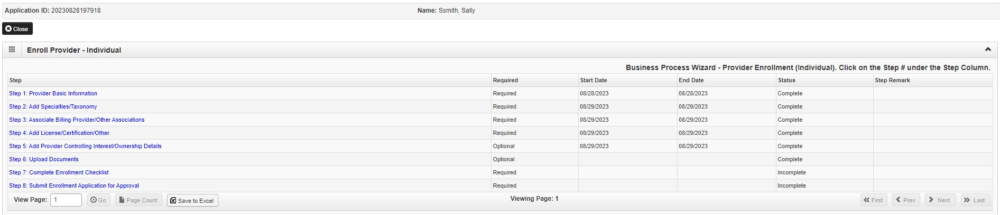 Application ID: 20230828197918 Name: Ssmith, Sally
Close
Enroll Provider - Individual
Business Process Wizard - Provider Enrollment (Individual). Click on the Step # under the Step Column.
Step Required Start Date End Date Status Step Remark
Step 1: Provider Basic Information Required 08/28/2023 08/28/2023 Complete
Step 2: Add Specialties/Taxonomy Required 08/29/2023 08/29/2023 Complete
Step 3: Associate Billing Provider/Other Associations Required 08/29/2023 08/29/2023 Complete
Step 4: Add License/Certification/Other Required 08/29/2023 08/29/2023 Complete
Step 5: Add Provider Controlling Interest/Ownership Details Optional 08/29/2023 08/29/2023 Complete
Step 6: Upload Documents Optional Complete
Step 7: Complete Enrollment Checklist Required Incomplete
Step 8: Submit Enrollment Application for Approval Required Incomplete
View Page: 1 Go Page Count Save to Excel Viewing Page: 1 First Prev Next Last